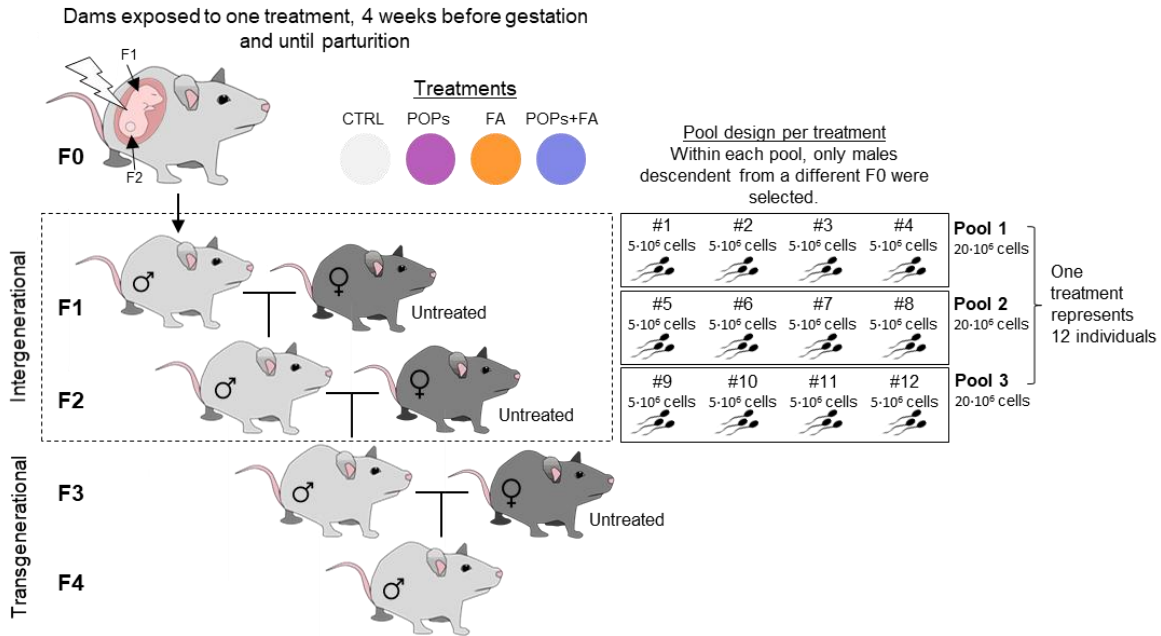 Dams exposed to one treatment, 4 weeks before gestation
and until parturition
F1
F2
F0
Treatments
CTRL POPs FA POPs+FA
Pool design per treatment
Within each pool, only males
descendent from a different F0 were
selected.
#1 #2 #3 #4
5·10⁶ cells 5·10⁶ cells 5·10⁶ cells 5·10⁶ cells
Pool 1
20·10⁶ cells
#5 #6 #7 #8
5·10⁶ cells 5·10⁶ cells 5·10⁶ cells 5·10⁶ cells
Pool 2
20·10⁶ cells
#9 #10 #11 #12
5·10⁶ cells 5·10⁶ cells 5·10⁶ cells 5·10⁶ cells
Pool 3
20·10⁶ cells
One
treatment
represents
12 individuals
Intergenerational
F1
♂ ♀
Untreated
F2
♂ ♀
Untreated
Transgenerational
F3
♂ ♀
Untreated
F4
♂